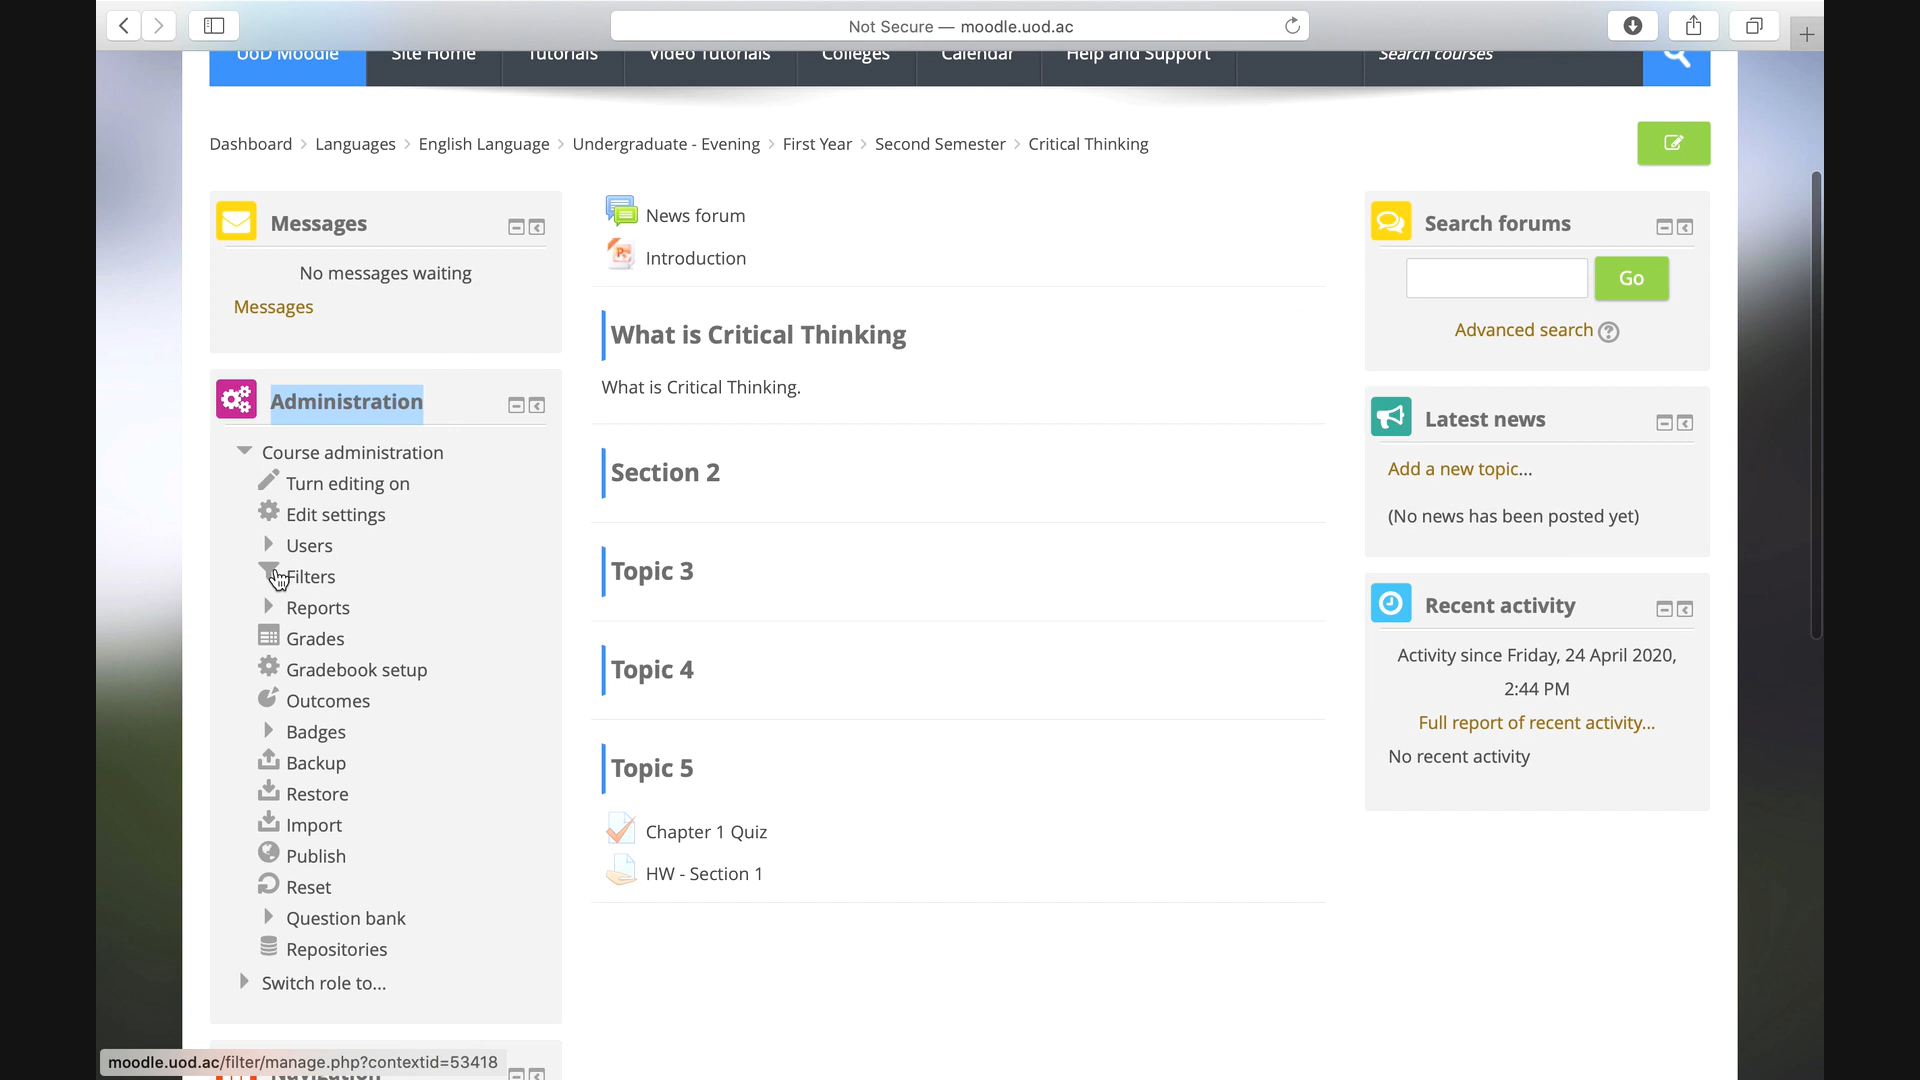 Not Secure — moodle.uod.ac
UoD Moodle
Site Home
Tutorials
Video Tutorials
Colleges
Calendar
Help and Support
Search courses
Dashboard
Languages
English Language
Undergraduate - Evening
First Year
Second Semester
Critical Thinking
Messages
No messages waiting
Messages
Administration
Course administration
Turn editing on
Edit settings
Users
Filters
Reports
Grades
Gradebook setup
Outcomes
Badges
Backup
Restore
Import
Publish
Reset
Question bank
Repositories
Switch role to...
Navigation
News forum
Introduction
What is Critical Thinking
What is Critical Thinking.
Section 2
Topic 3
Topic 4
Topic 5
Chapter 1 Quiz
HW - Section 1
Search forums
Go
Advanced search ?
Latest news
Add a new topic...
(No news has been posted yet)
Recent activity
Activity since Friday, 24 April 2020,
2:44 PM
Full report of recent activity...
No recent activity
moodle.uod.ac/filter/manage.php?contextid=53418